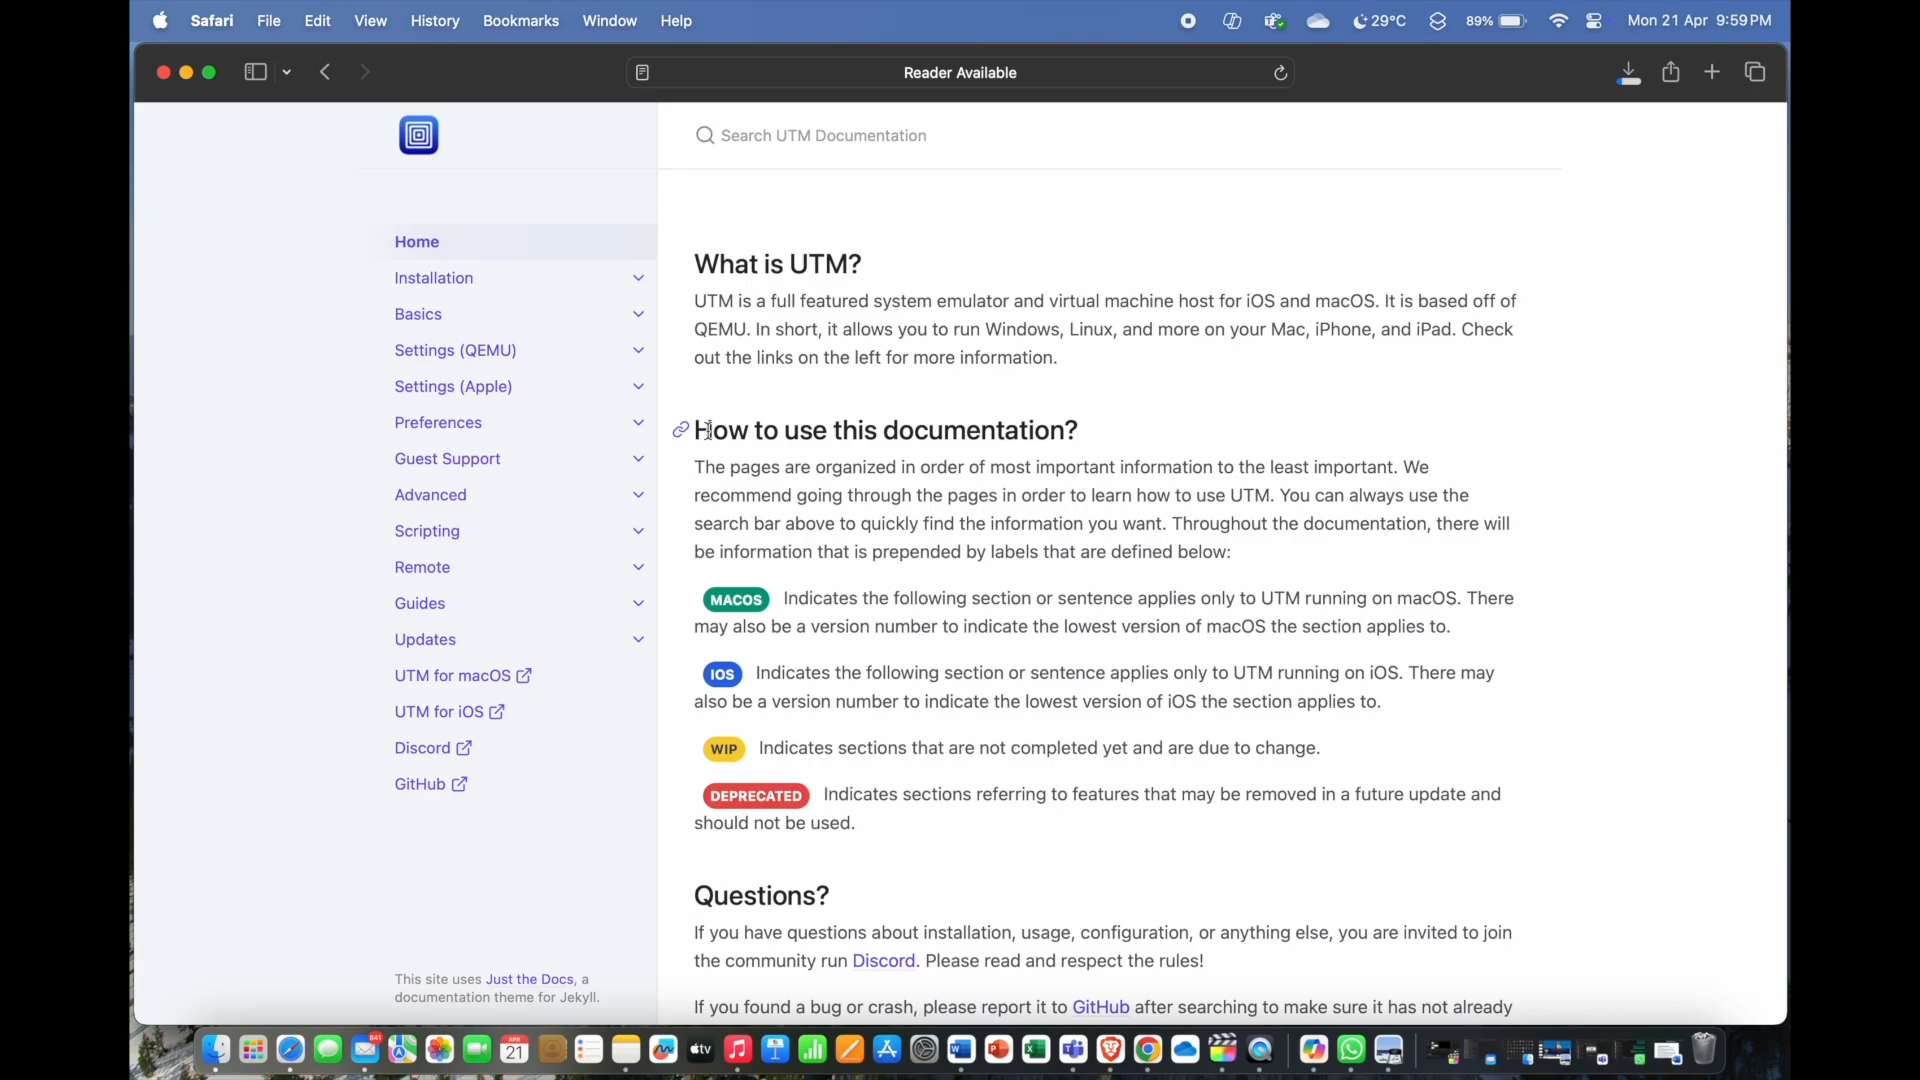 Safari File Edit View History Bookmarks Window Help 29°C 89% Mon 21 Apr 9:59 PM
Reader Available
Search UTM Documentation
Home
Installation
Basics
Settings (QEMU)
Settings (Apple)
Preferences
Guest Support
Advanced
Scripting
Remote
Guides
Updates
UTM for macOS
UTM for iOS
Discord
GitHub
This site uses Just the Docs, a
documentation theme for Jekyll.
What is UTM?
UTM is a full featured system emulator and virtual machine host for iOS and macOS. It is based off of
QEMU. In short, it allows you to run Windows, Linux, and more on your Mac, iPhone, and iPad. Check
out the links on the left for more information.
How to use this documentation?
The pages are organized in order of most important information to the least important. We
recommend going through the pages in order to learn how to use UTM. You can always use the
search bar above to quickly find the information you want. Throughout the documentation, there will
be information that is prepended by labels that are defined below:
MACOS Indicates the following section or sentence applies only to UTM running on macOS. There
may also be a version number to indicate the lowest version of macOS the section applies to.
IOS Indicates the following section or sentence applies only to UTM running on iOS. There may
also be a version number to indicate the lowest version of iOS the section applies to.
WIP Indicates sections that are not completed yet and are due to change.
DEPRECATED Indicates sections referring to features that may be removed in a future update and
should not be used.
Questions?
If you have questions about installation, usage, configuration, or anything else, you are invited to join
the community run Discord. Please read and respect the rules!
If you found a bug or crash, please report it to GitHub after searching to make sure it has not already
841
APR
21
tv